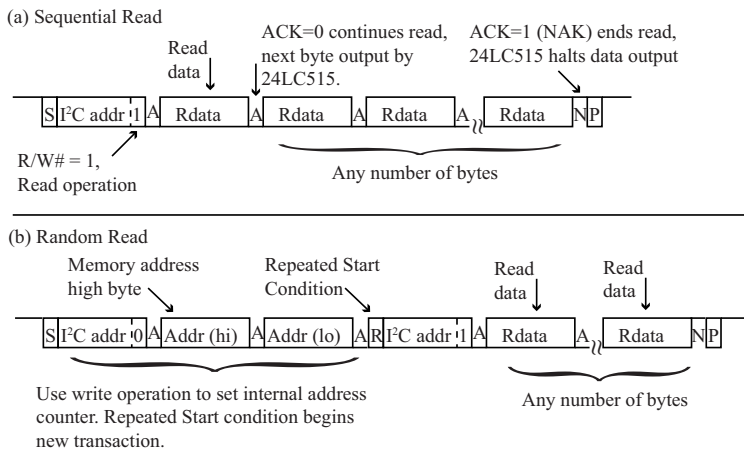 (a) Sequential Read
Read
data
ACK=0 continues read,
next byte output by
24LC515.
ACK=1 (NAK) ends read,
24LC515 halts data output
S I²C addr 1 A Rdata A Rdata A Rdata A Rdata N P
R/W# = 1,
Read operation
Any number of bytes
(b) Random Read
Memory address
high byte
Repeated Start
Condition
Read
data
Read
data
S I²C addr 0 A Addr (hi) A Addr (lo) A R I²C addr 1 A Rdata A Rdata N P
Use write operation to set internal address
counter. Repeated Start condition begins
new transaction.
Any number of bytes